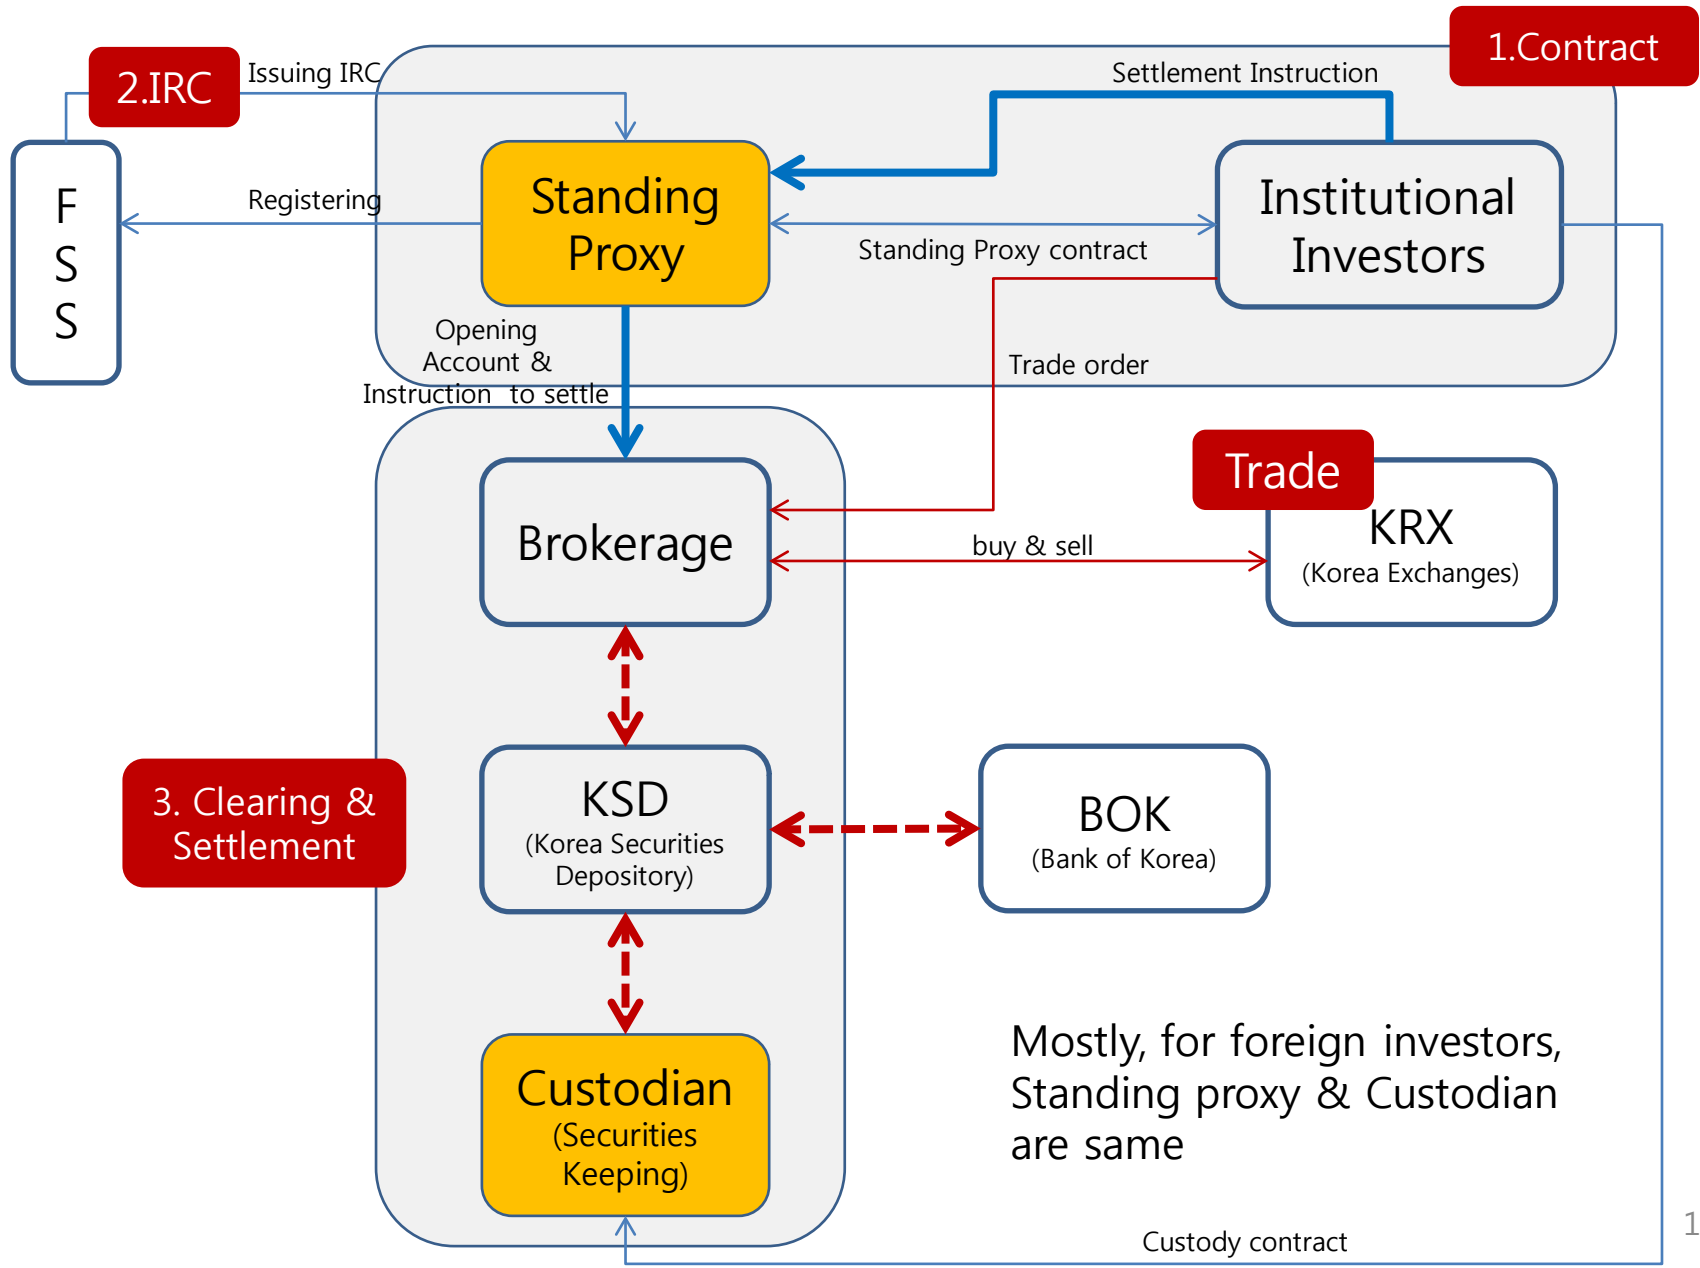 1.Contract
2.IRC
Issuing IRC
Settlement Instruction
F
S
S
Registering
Standing
Proxy
Institutional
Investors
Standing Proxy contract
Opening
Account &
Instruction to settle
Trade order
Trade
Brokerage
buy & sell
KRX
(Korea Exchanges)
3. Clearing &
Settlement
KSD
(Korea Securities
Depository)
BOK
(Bank of Korea)
Custodian
(Securities
Keeping)
Mostly, for foreign investors,
Standing proxy & Custodian
are same
Custody contract
1